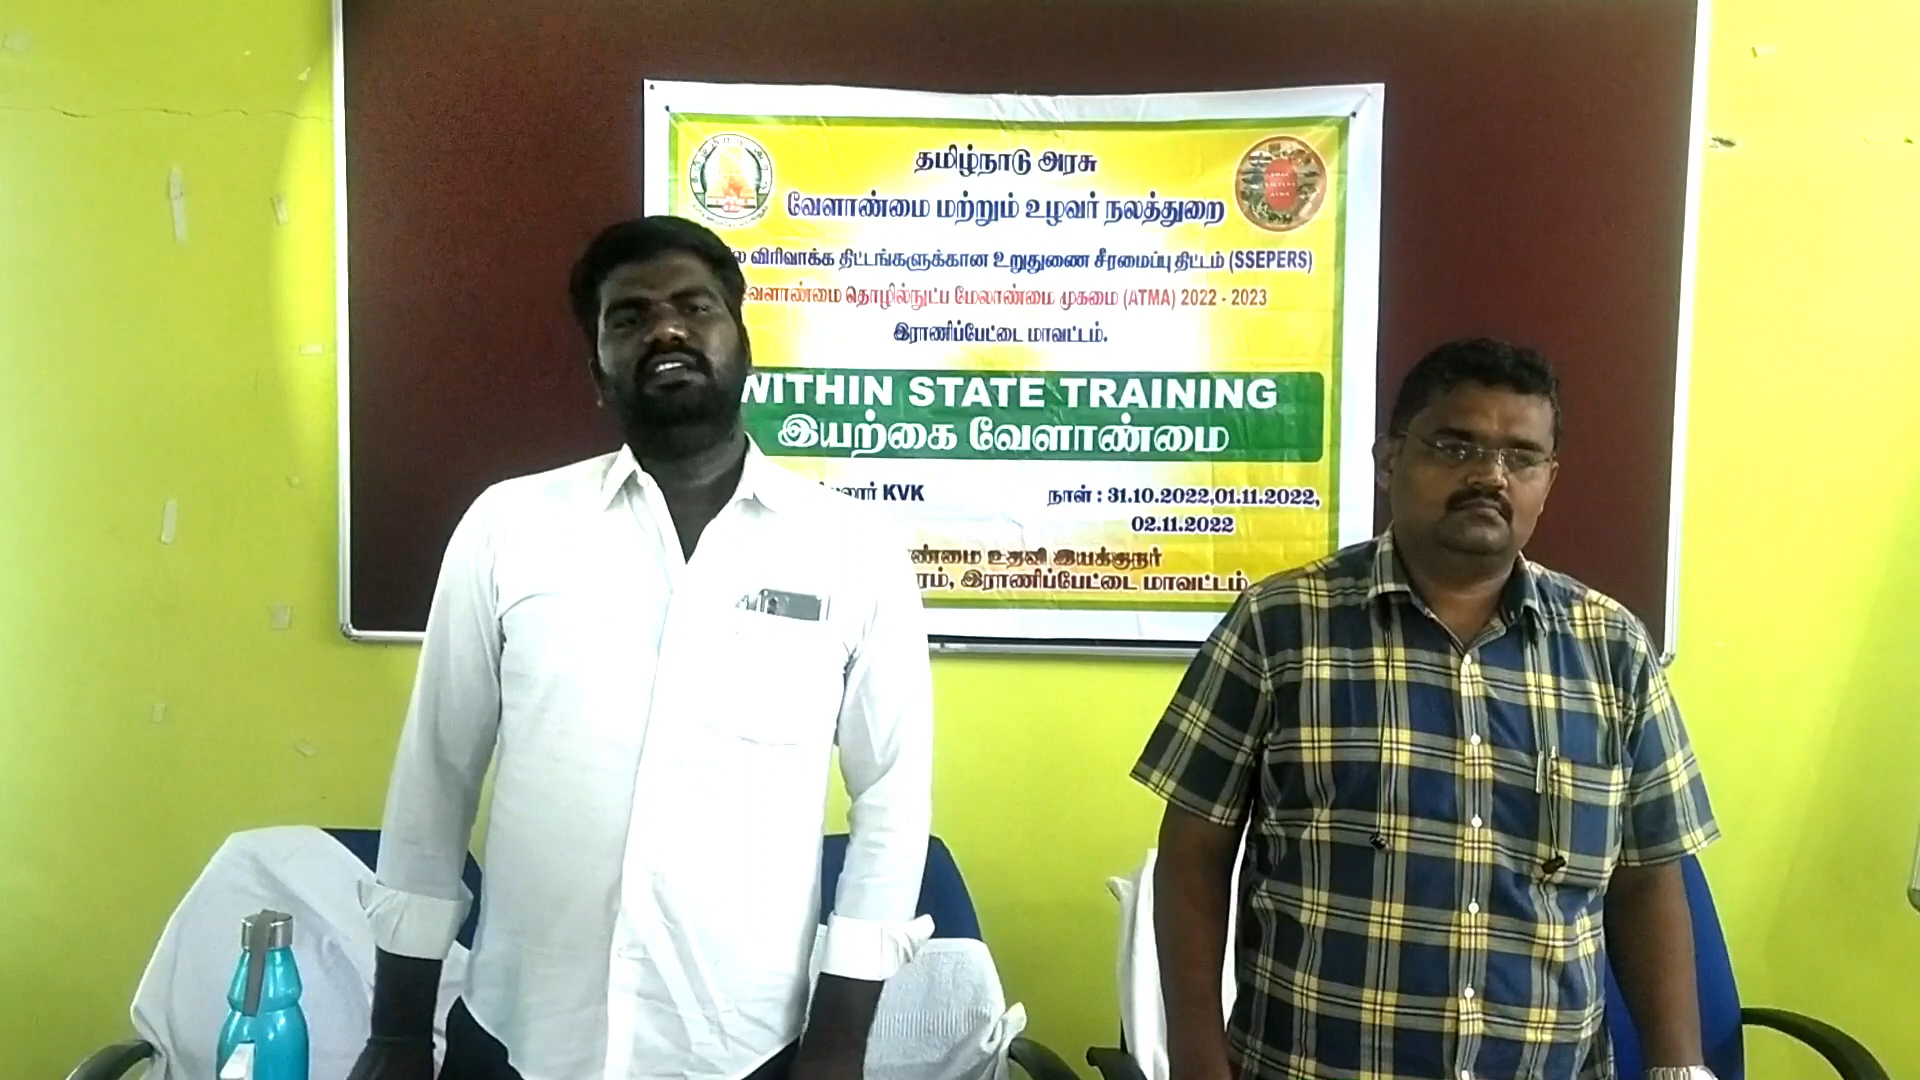 தமிழ்நாடு அரசு
வேளாண்மை மற்றும் உழவர் நலத்துறை
விரிவாக்க திட்டங்களுக்கான உறுதுணை சீரமைப்பு திட்டம் (SSEPERS)
வேளாண்மை தொழில்நுட்ப மேலாண்மை முகமை (ATMA) 2022 - 2023
இராணிப்பேட்டை மாவட்டம்.
WITHIN STATE TRAINING
இயற்கை வேளாண்மை
KVK
நாள் : 31.10.2022,01.11.2022,
02.11.2022
உதவி இயக்குநர்
இராணிப்பேட்டை மாவட்டம்